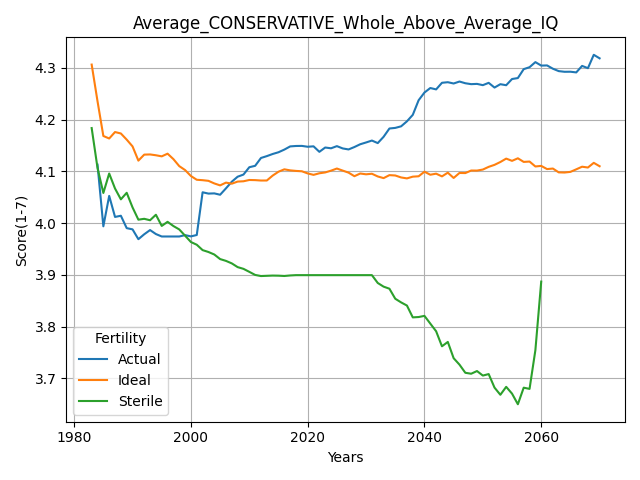 Average_CONSERVATIVE_Whole_Above_Average_IQ
Score(1-7)
4.3
4.2
4.1
4.0
3.9
3.8
3.7
Fertility
Actual
Ideal
Sterile
1980
2000
2020
2040
2060
Years